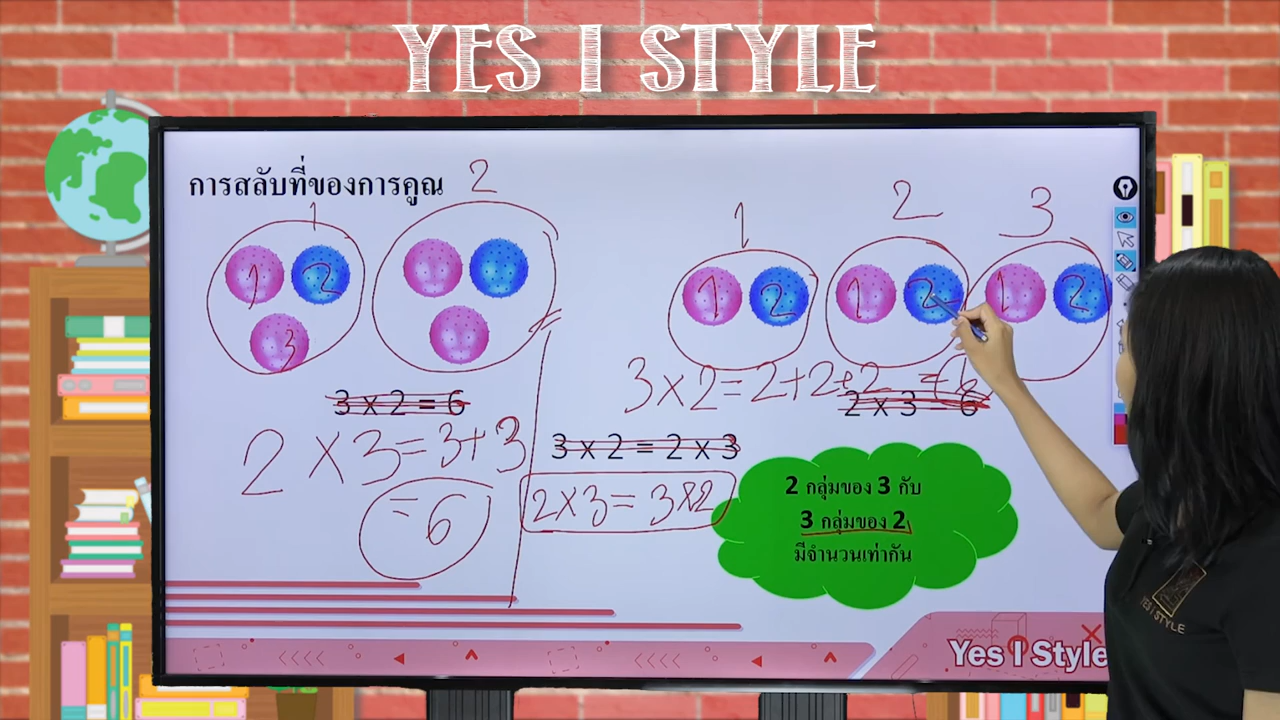 YES I STYLE
การสลับที่ของการคูณ
1 2
1 2
3
1 2 3
1 2 1 2 1 2
3 x 2 = 6
2 x 3 = 3 + 3
= 6
3 x 2 = 2 + 2 + 2 = 6
2 x 3 = 6
3 x 2 = 2 x 3
2 x 3 = 3 x 2
2 กลุ่มของ 3 กับ
3 กลุ่มของ 2
มีจำนวนเท่ากัน
Yes I Style
YES I STYLE